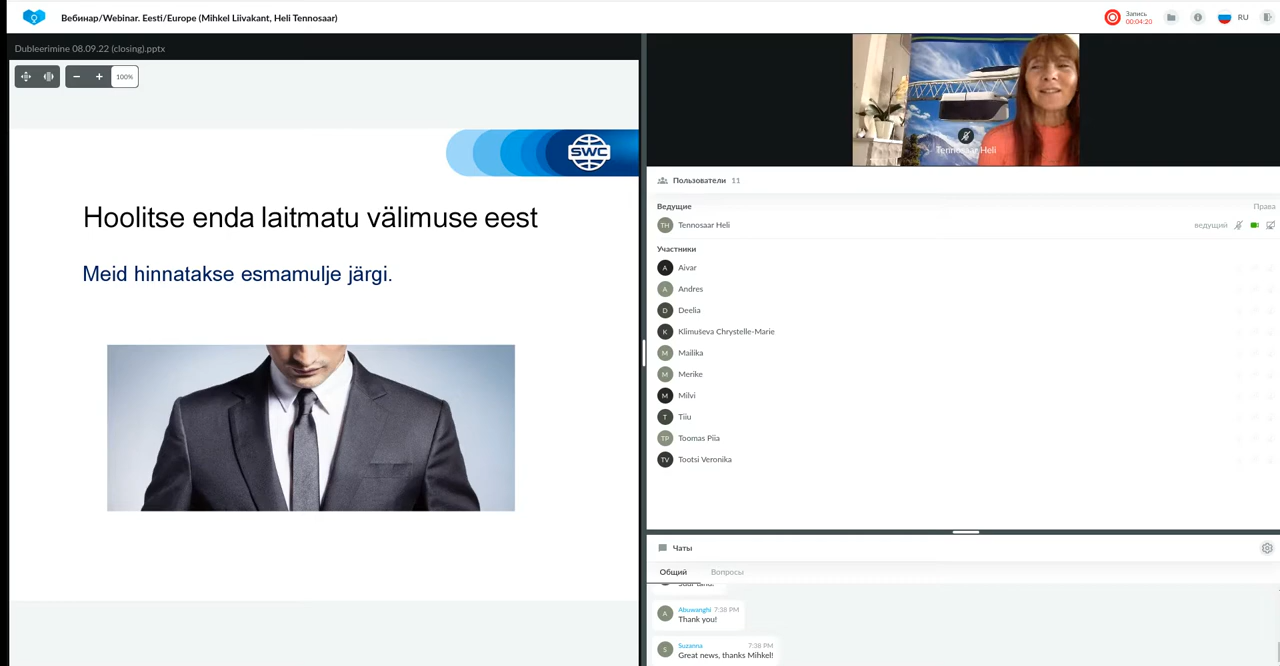 Вебинар/Webinar. Eesti/Europe (Mihkel Liivakant, Heli Tennosaar)
Запись
00:04:20
RU
Dubleerimine 08.09.22 (closing).pptx
100%
SWC
Hoolitse enda laitmatu välimuse eest
Meid hinnatakse esmamulje järgi.
Tennosaar Heli
Пользователи 11
Ведущие
Права
TH Tennosaar Heli
ведущий
Участники
A Aivar
A Andres
D Deelia
K Klimuševa Chrystelle-Marie
M Mailika
M Merike
M Milvi
T Tiiu
TP Toomas Piia
TV Tootsi Veronika
Чаты
Общий
Вопросы
A Abuwanghi 7:38 PM
Thank you!
S Suzanna 7:38 PM
Great news, thanks Mihkel!